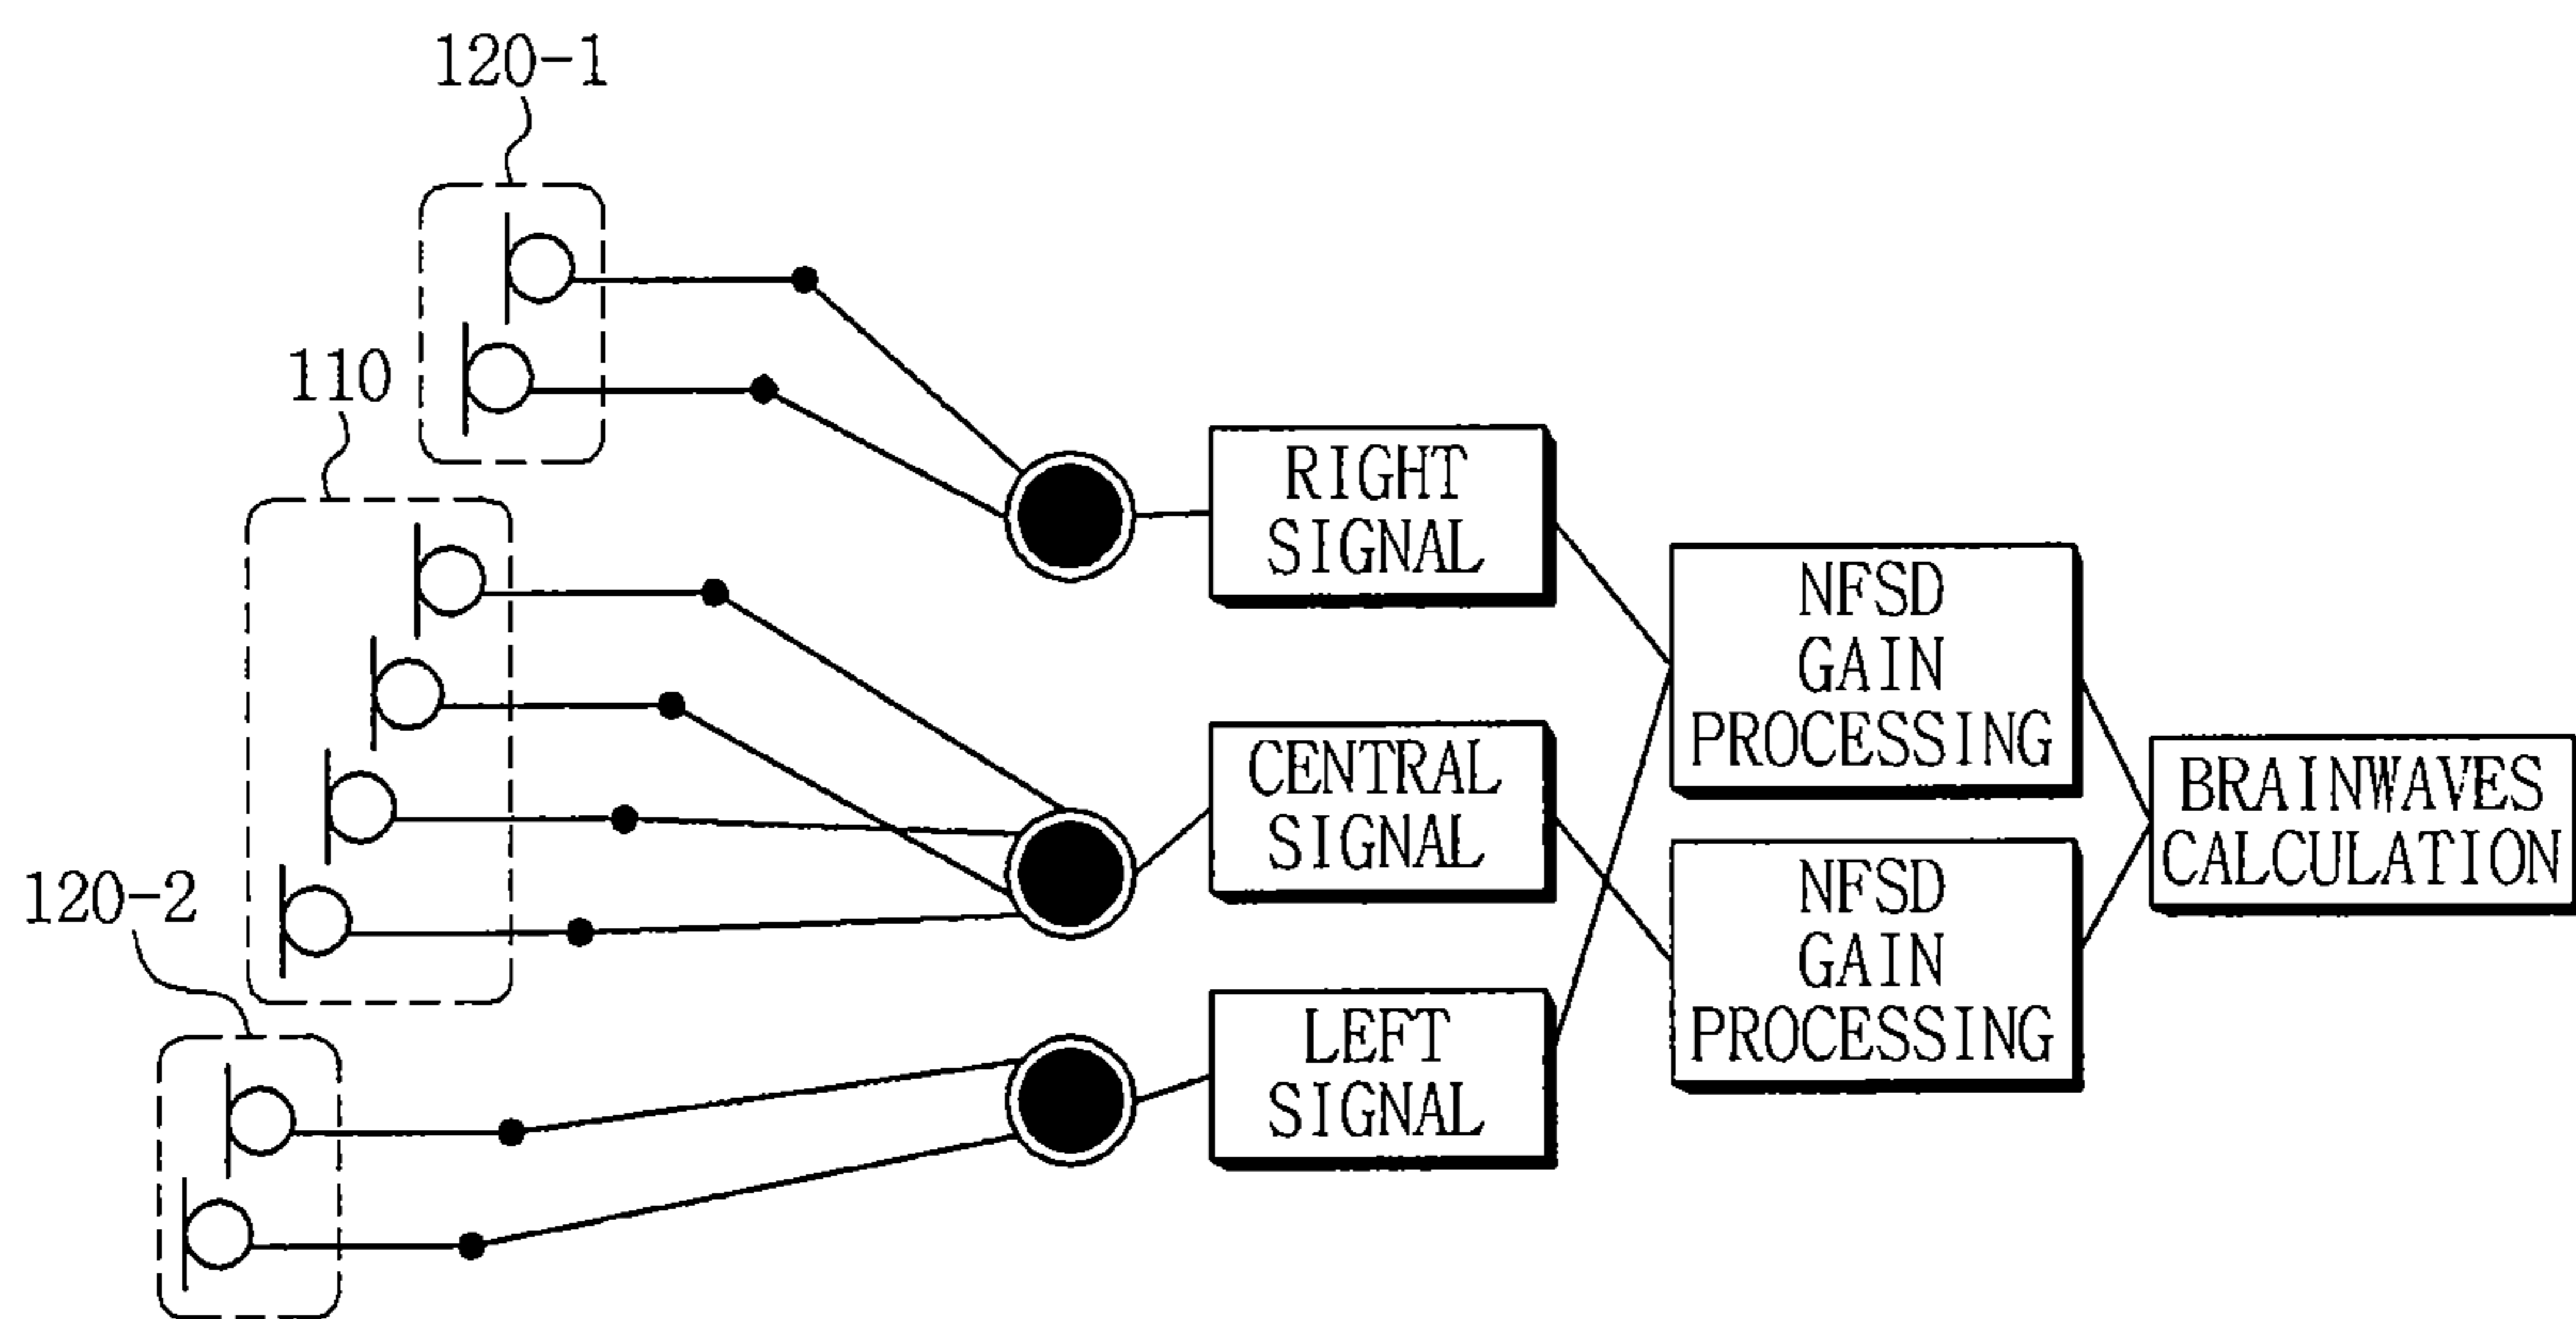 120-1
110
120-2
RIGHT
SIGNAL
CENTRAL
SIGNAL
LEFT
SIGNAL
NFSD
GAIN
PROCESSING
NFSD
GAIN
PROCESSING
BRAINWAVES
CALCULATION